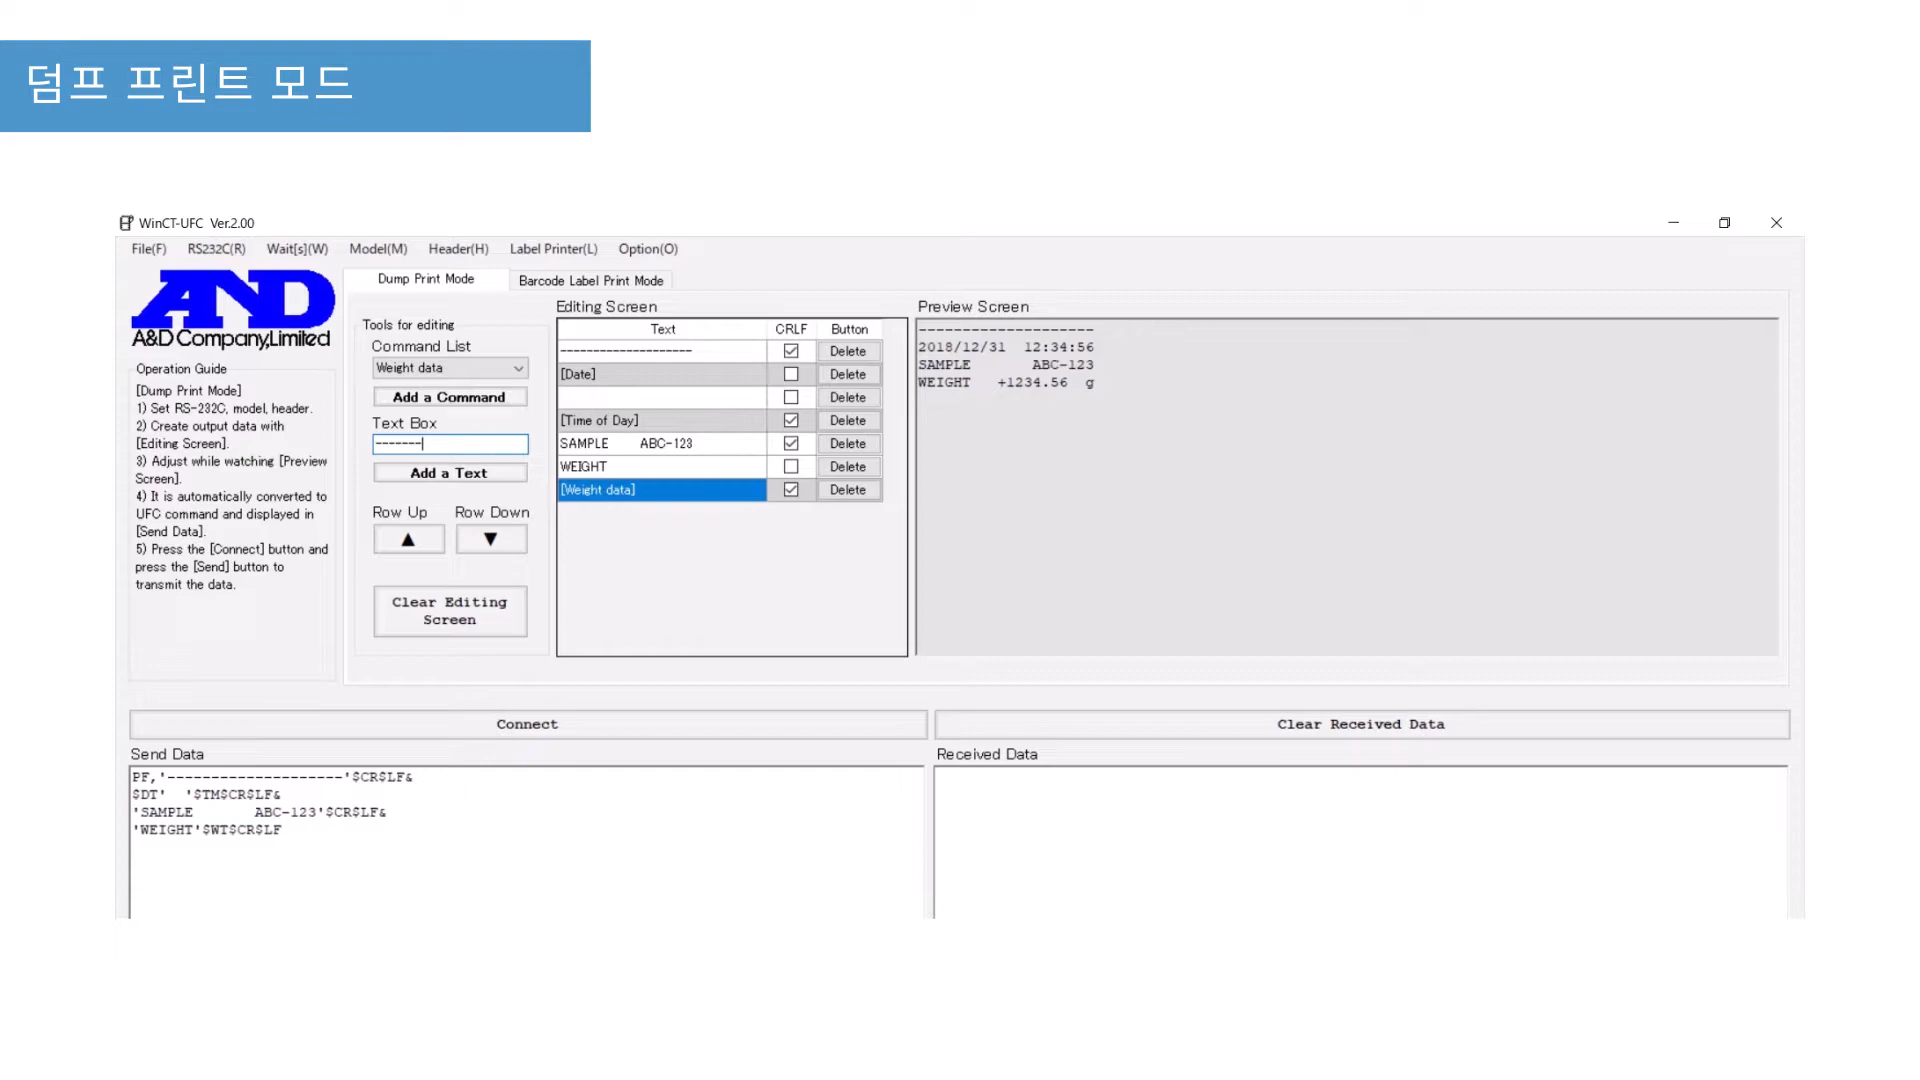 덤프 프린트 모드
WinCT-UFC Ver.2.00
File(F) RS232C(R) Wait[s](W) Model(M) Header(H) Label Printer(L) Option(O)
AND
A&D Company,Limited
Operation Guide
[Dump Print Mode]
1) Set RS-232C, model, header.
2) Create output data with
[Editing Screen].
3) Adjust while watching [Preview
Screen].
4) It is automatically converted to
UFC command and displayed in
[Send Data].
5) Press the [Connect] button and
press the [Send] button to
transmit the data.
Dump Print Mode Barcode Label Print Mode
Tools for editing
Command List
Weight data
Add a Command
Text Box
-------
Add a Text
Row Up Row Down
▲ ▼
Clear Editing
Screen
Editing Screen
Text CRLF Button
-------------------- Delete
[Date] Delete
Delete
[Time of Day] Delete
SAMPLE ABC-123 Delete
WEIGHT Delete
[Weight data] Delete
Preview Screen
--------------------
2018/12/31 12:34:56
SAMPLE ABC-123
WEIGHT +1234.56 g
Connect
Clear Received Data
Send Data
PF,'--------------------'$CR$LF&
$DT' '$TM$CR$LF&
'SAMPLE ABC-123'$CR$LF&
'WEIGHT'$WT$CR$LF
Received Data